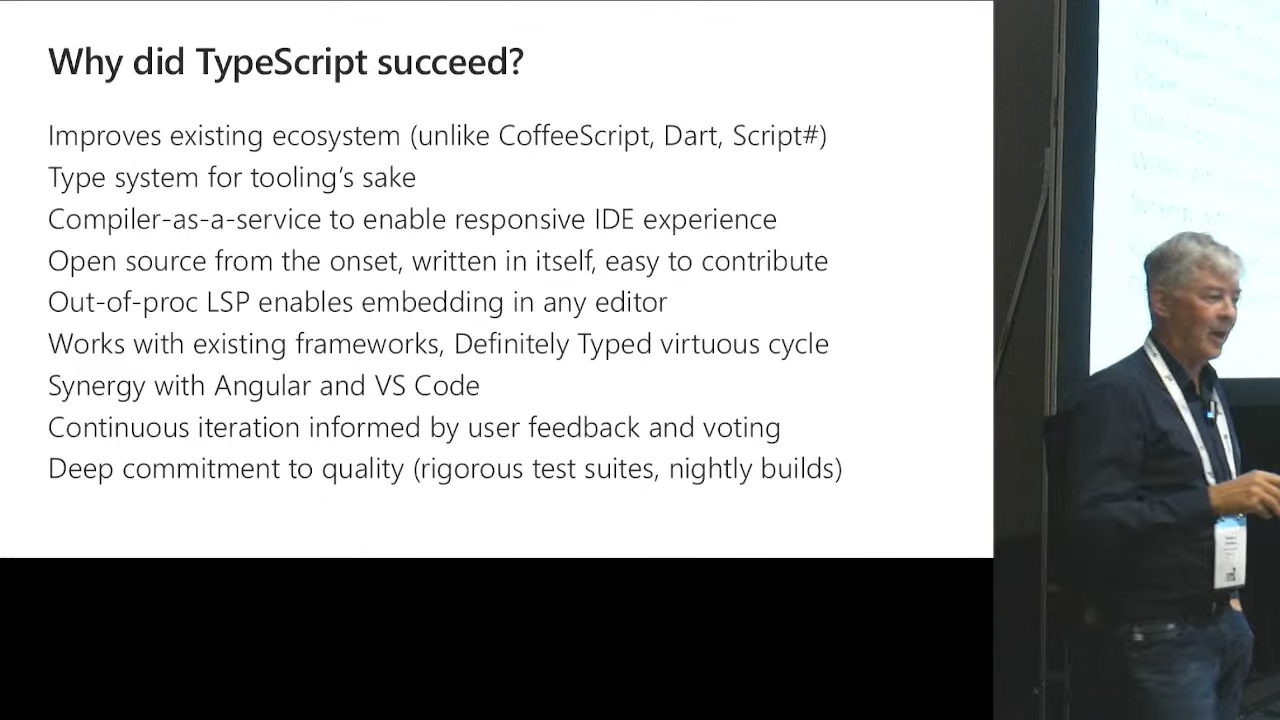 Why did TypeScript succeed?
Improves existing ecosystem (unlike CoffeeScript, Dart, Script#)
Type system for tooling's sake
Compiler-as-a-service to enable responsive IDE experience
Open source from the onset, written in itself, easy to contribute
Out-of-proc LSP enables embedding in any editor
Works with existing frameworks, Definitely Typed virtuous cycle
Synergy with Angular and VS Code
Continuous iteration informed by user feedback and voting
Deep commitment to quality (rigorous test suites, nightly builds)